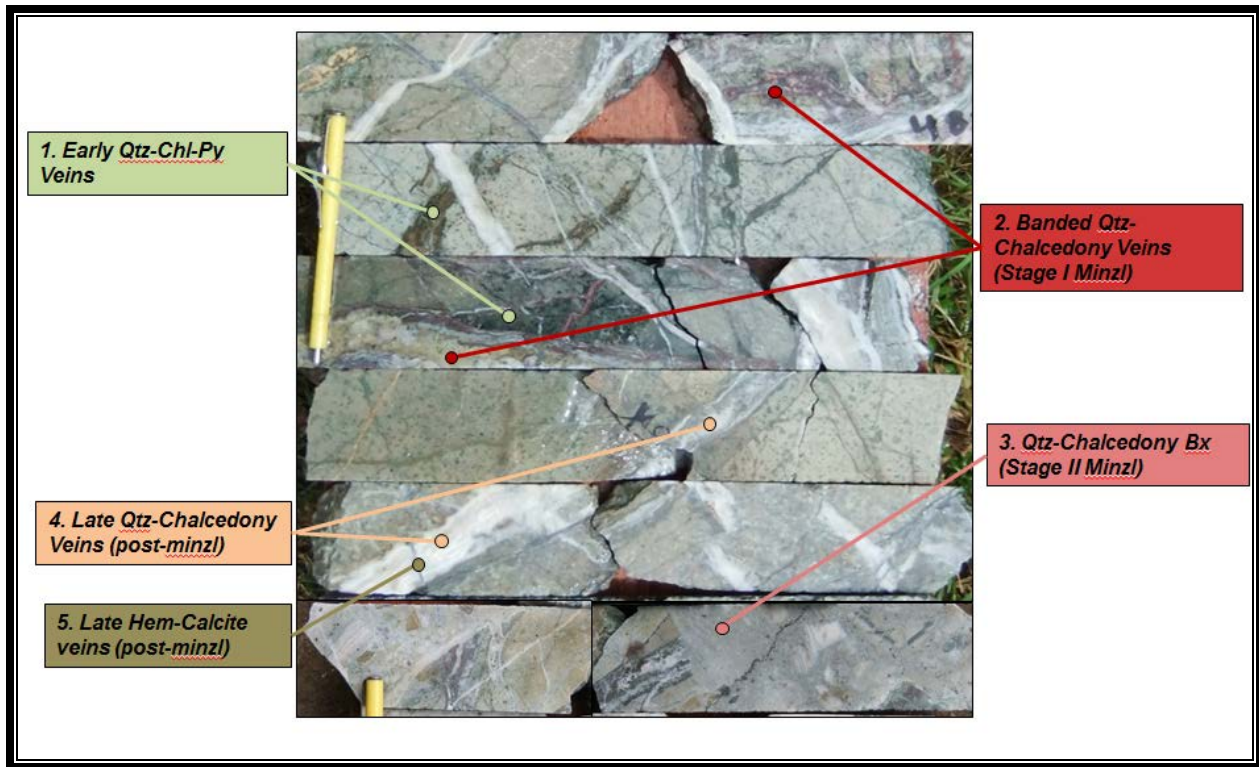 1. Early Qtz-Chl-Py
Veins
2. Banded Qtz-
Chalcedony Veins
(Stage I Minzl)
3. Qtz-Chalcedony Bx
(Stage II Minzl)
4. Late Qtz-Chalcedony
Veins (post-minzl)
5. Late Hem-Calcite
veins (post-minzl)